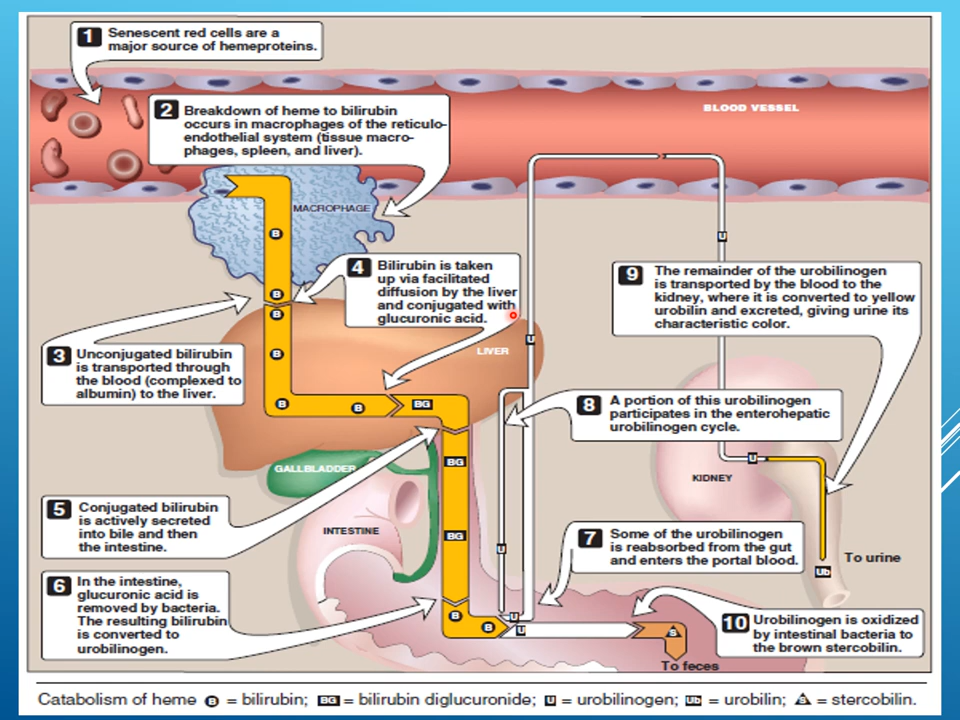 1 Senescent red cells are a
major source of hemeproteins.
BLOOD VESSEL
2 Breakdown of heme to bilirubin
occurs in macrophages of the reticulo-
endothelial system (tissue macro-
phages, spleen, and liver).
MACROPHAGE
B
U
U
4 Bilirubin is taken
up via facilitated
diffusion by the liver
and conjugated with
glucuronic acid.
9 The remainder of the urobilinogen
is transported by the blood to the
kidney, where it is converted to yellow
urobilin and excreted, giving urine its
characteristic color.
B
B
B
3 Unconjugated bilirubin
is transported through
the blood (complexed to
albumin) to the liver.
LIVER
U
B
B
BG
8 A portion of this urobilinogen
participates in the enterohepatic
urobilinogen cycle.
GALLBLADDER
BG
U
KIDNEY
5 Conjugated bilirubin
is actively secreted
into bile and then
the intestine.
INTESTINE
BG
U
7 Some of the urobilinogen
is reabsorbed from the gut
and enters the portal blood.
To urine
Ub
6 In the intestine,
glucuronic acid is
removed by bacteria.
The resulting bilirubin
is converted to
urobilinogen.
B
B
U
U
S
To feces
10 Urobilinogen is oxidized
by intestinal bacteria to
the brown stercobilin.
Catabolism of heme B = bilirubin; BG = bilirubin diglucuronide; U = urobilinogen; Ub = urobilin; S = stercobilin.